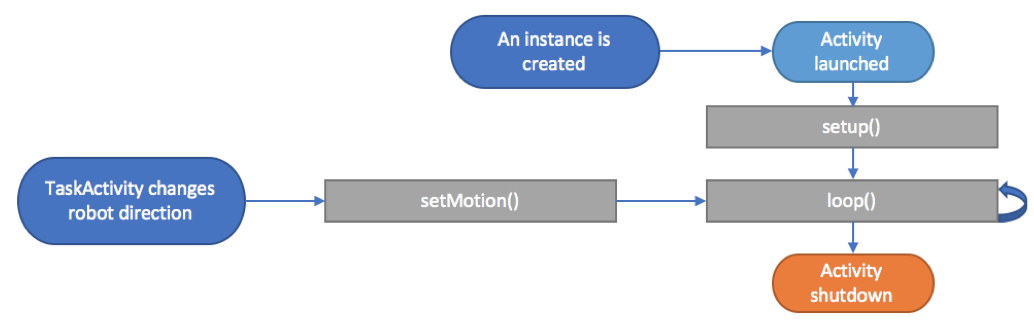 An instance is
created
Activity
launched
setup()
TaskActivity changes
robot direction
setMotion()
loop()
Activity
shutdown